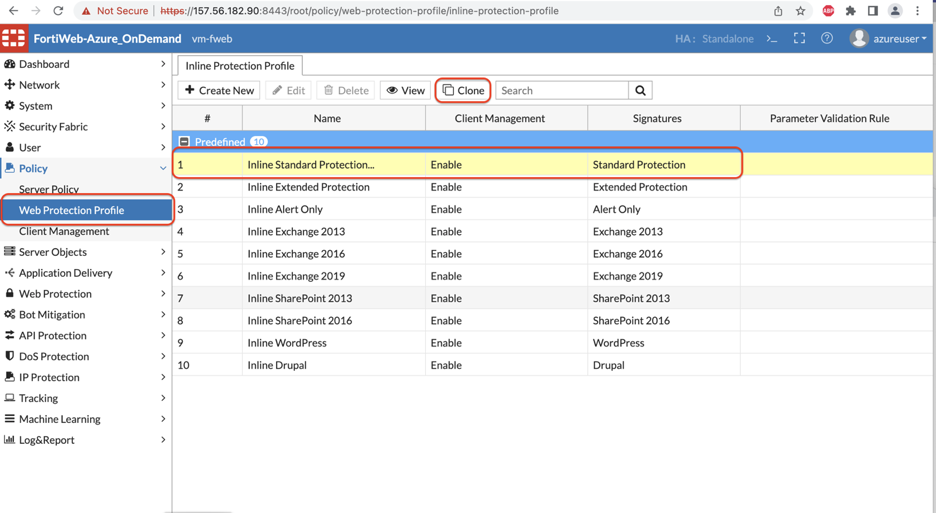 Not Secure | https://157.56.182.90:8443/root/policy/web-protection-profile/inline-protection-profile
ABP
FortiWeb-Azure_OnDemand vm-fweb HA: Standalone >_ azureuser
Dashboard
Network
System
Security Fabric
User
Policy
Server Policy
Web Protection Profile
Client Management
Server Objects
Application Delivery
Web Protection
Bot Mitigation
API Protection
DoS Protection
IP Protection
Tracking
Machine Learning
Log&Report
Inline Protection Profile
Create New Edit Delete View Clone Search
# Name Client Management Signatures Parameter Validation Rule
Predefined 10
1 Inline Standard Protection... Enable Standard Protection
2 Inline Extended Protection Enable Extended Protection
3 Inline Alert Only Enable Alert Only
4 Inline Exchange 2013 Enable Exchange 2013
5 Inline Exchange 2016 Enable Exchange 2016
6 Inline Exchange 2019 Enable Exchange 2019
7 Inline SharePoint 2013 Enable SharePoint 2013
8 Inline SharePoint 2016 Enable SharePoint 2016
9 Inline WordPress Enable WordPress
10 Inline Drupal Enable Drupal